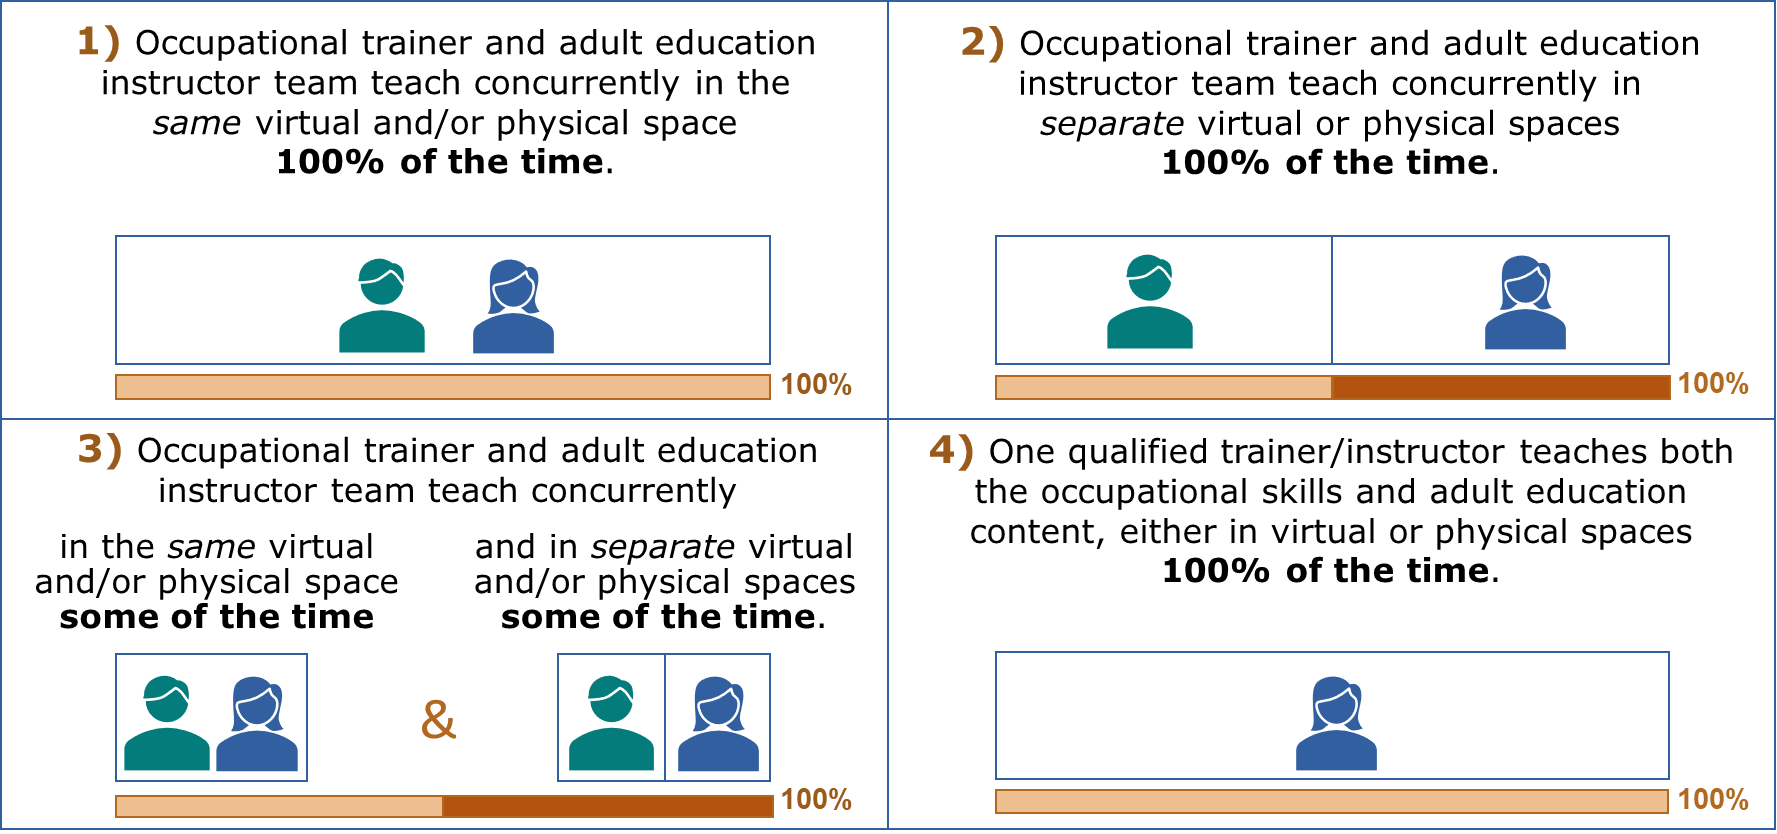 1) Occupational trainer and adult education
instructor team teach concurrently in the
same virtual and/or physical space
100% of the time.
100%
2) Occupational trainer and adult education
instructor team teach concurrently in
separate virtual or physical spaces
100% of the time.
100%
3) Occupational trainer and adult education
instructor team teach concurrently
in the same virtual
and/or physical space
some of the time
and in separate virtual
and/or physical spaces
some of the time.
&
100%
4) One qualified trainer/instructor teaches both
the occupational skills and adult education
content, either in virtual or physical spaces
100% of the time.
100%